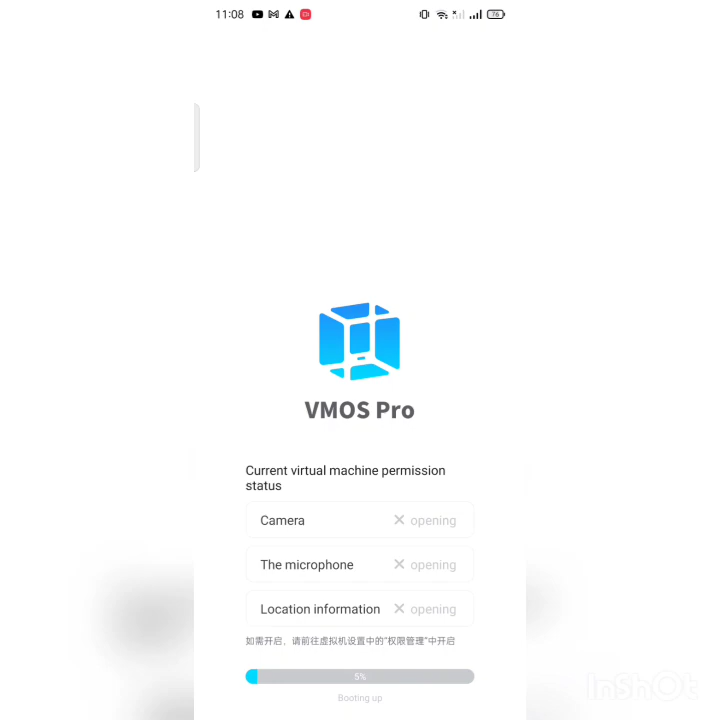 11:08
76
VMOS Pro
Current virtual machine permission
status
Camera × opening
The microphone × opening
Location information × opening
如需开启，请前往虚拟机设置中的"权限管理"中开启
5%
Booting up
InShOt